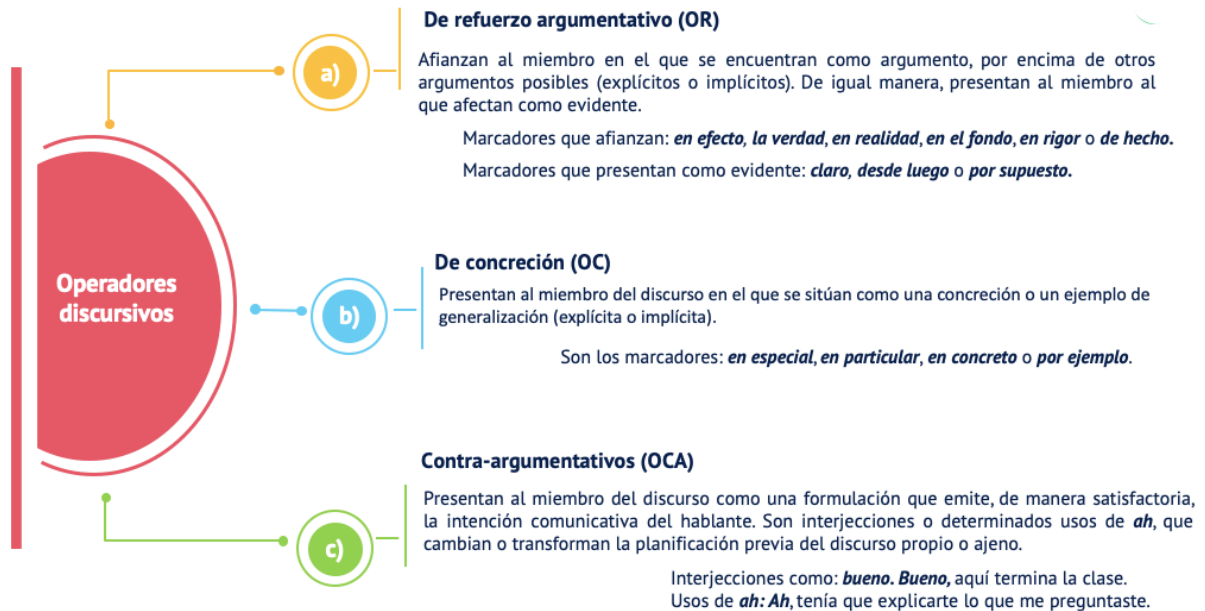 De refuerzo argumentativo (OR)
a)
Afianzan al miembro en el que se encuentran como argumento, por encima de otros
argumentos posibles (explícitos o implícitos). De igual manera, presentan al miembro al
que afectan como evidente.
Marcadores que afianzan: en efecto, la verdad, en realidad, en el fondo, en rigor o de hecho.
Marcadores que presentan como evidente: claro, desde luego o por supuesto.
Operadores
discursivos
De concreción (OC)
b)
Presentan al miembro del discurso en el que se sitúan como una concreción o un ejemplo de
generalización (explícita o implícita).
Son los marcadores: en especial, en particular, en concreto o por ejemplo.
Contra-argumentativos (OCA)
c)
Presentan al miembro del discurso como una formulación que emite, de manera satisfactoria,
la intención comunicativa del hablante. Son interjecciones o determinados usos de ah, que
cambian o transforman la planificación previa del discurso propio o ajeno.
Interjecciones como: bueno. Bueno, aquí termina la clase.
Usos de ah: Ah, tenía que explicarte lo que me preguntaste.